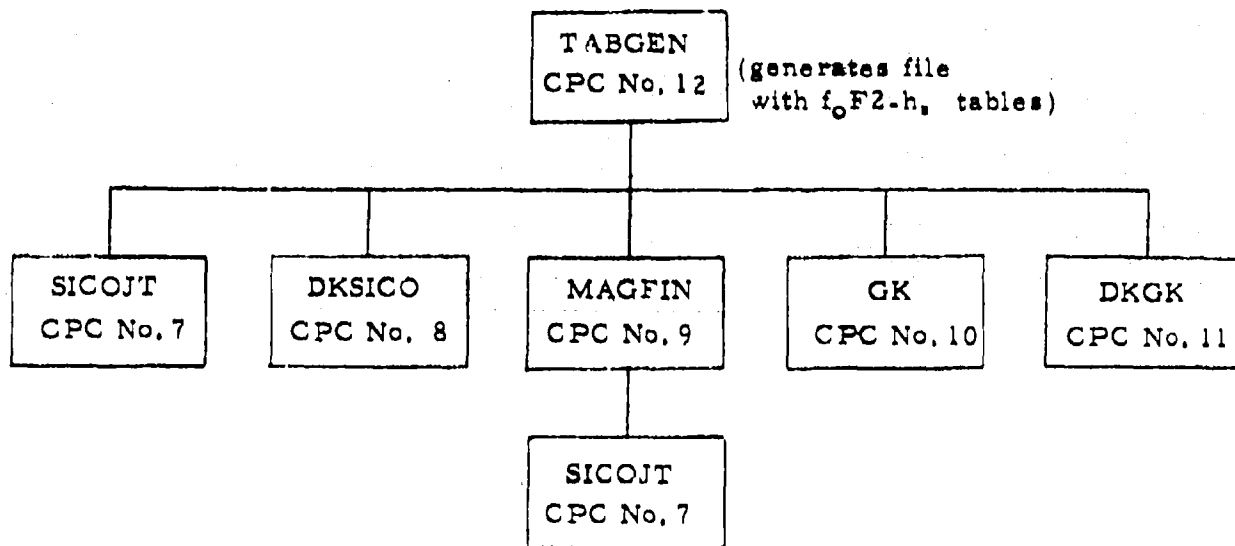 TABGEN
CPC No. 12
(generates file
with foF2-h, tables)
SICOJT
CPC No. 7
DKSICO
CPC No. 8
MAGFIN
CPC No. 9
GK
CPC No. 10
DKGK
CPC No. 11
SICOJT
CPC No. 7